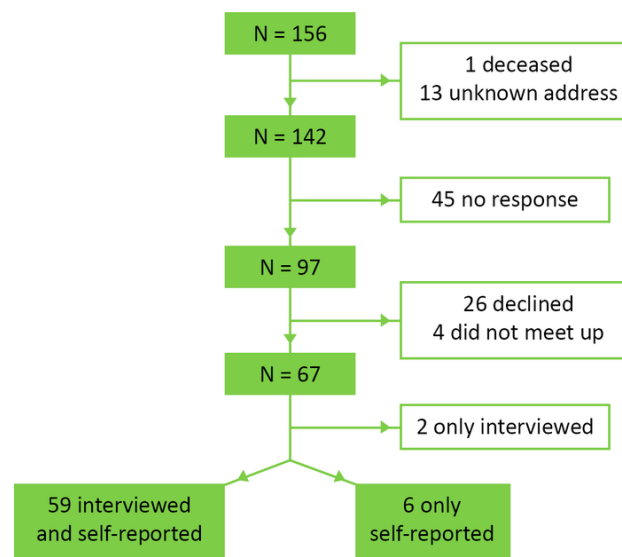 N = 156
1 deceased
13 unknown address
N = 142
45 no response
N = 97
26 declined
4 did not meet up
N = 67
2 only interviewed
59 interviewed
and self-reported
6 only
self-reported